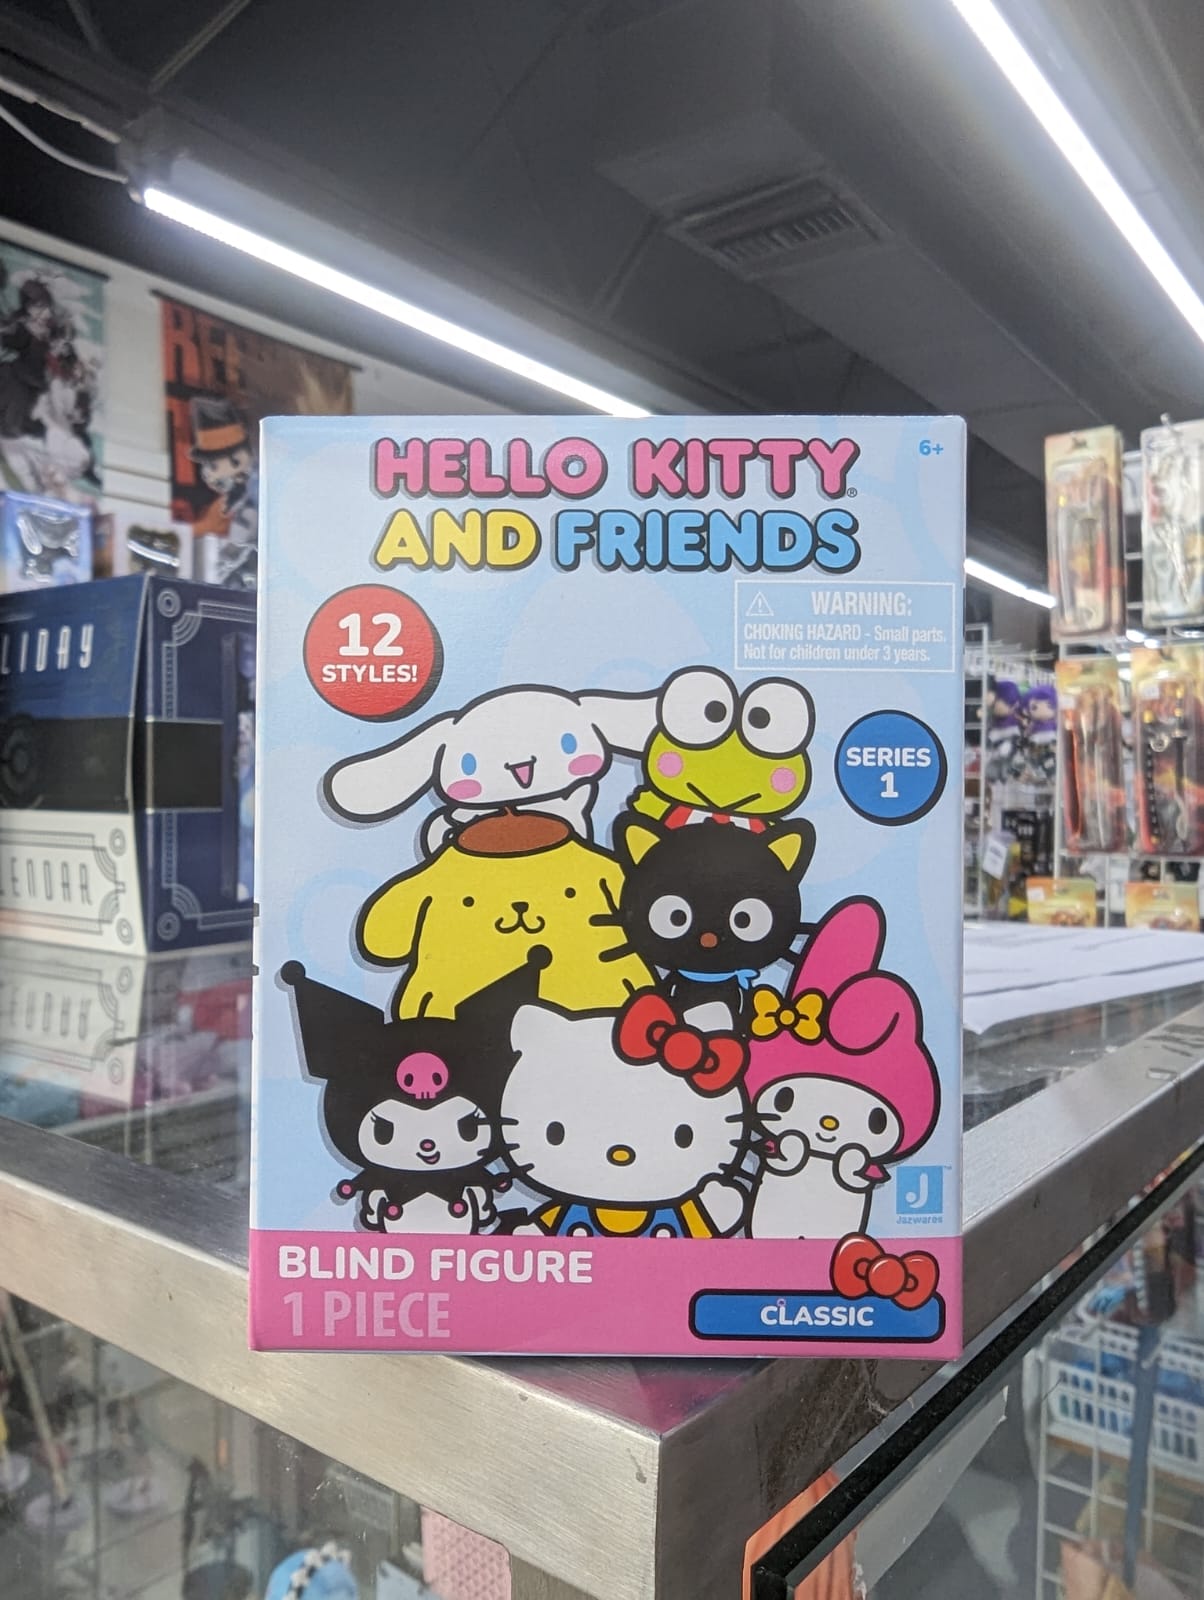 HELLO KITTY®
AND FRIENDS
6+
12
STYLES!
WARNING:
CHOKING HAZARD - Small parts.
Not for children under 3 years.
SERIES
1
J
Jazwares
BLIND FIGURE
1 PIECE
CLASSIC